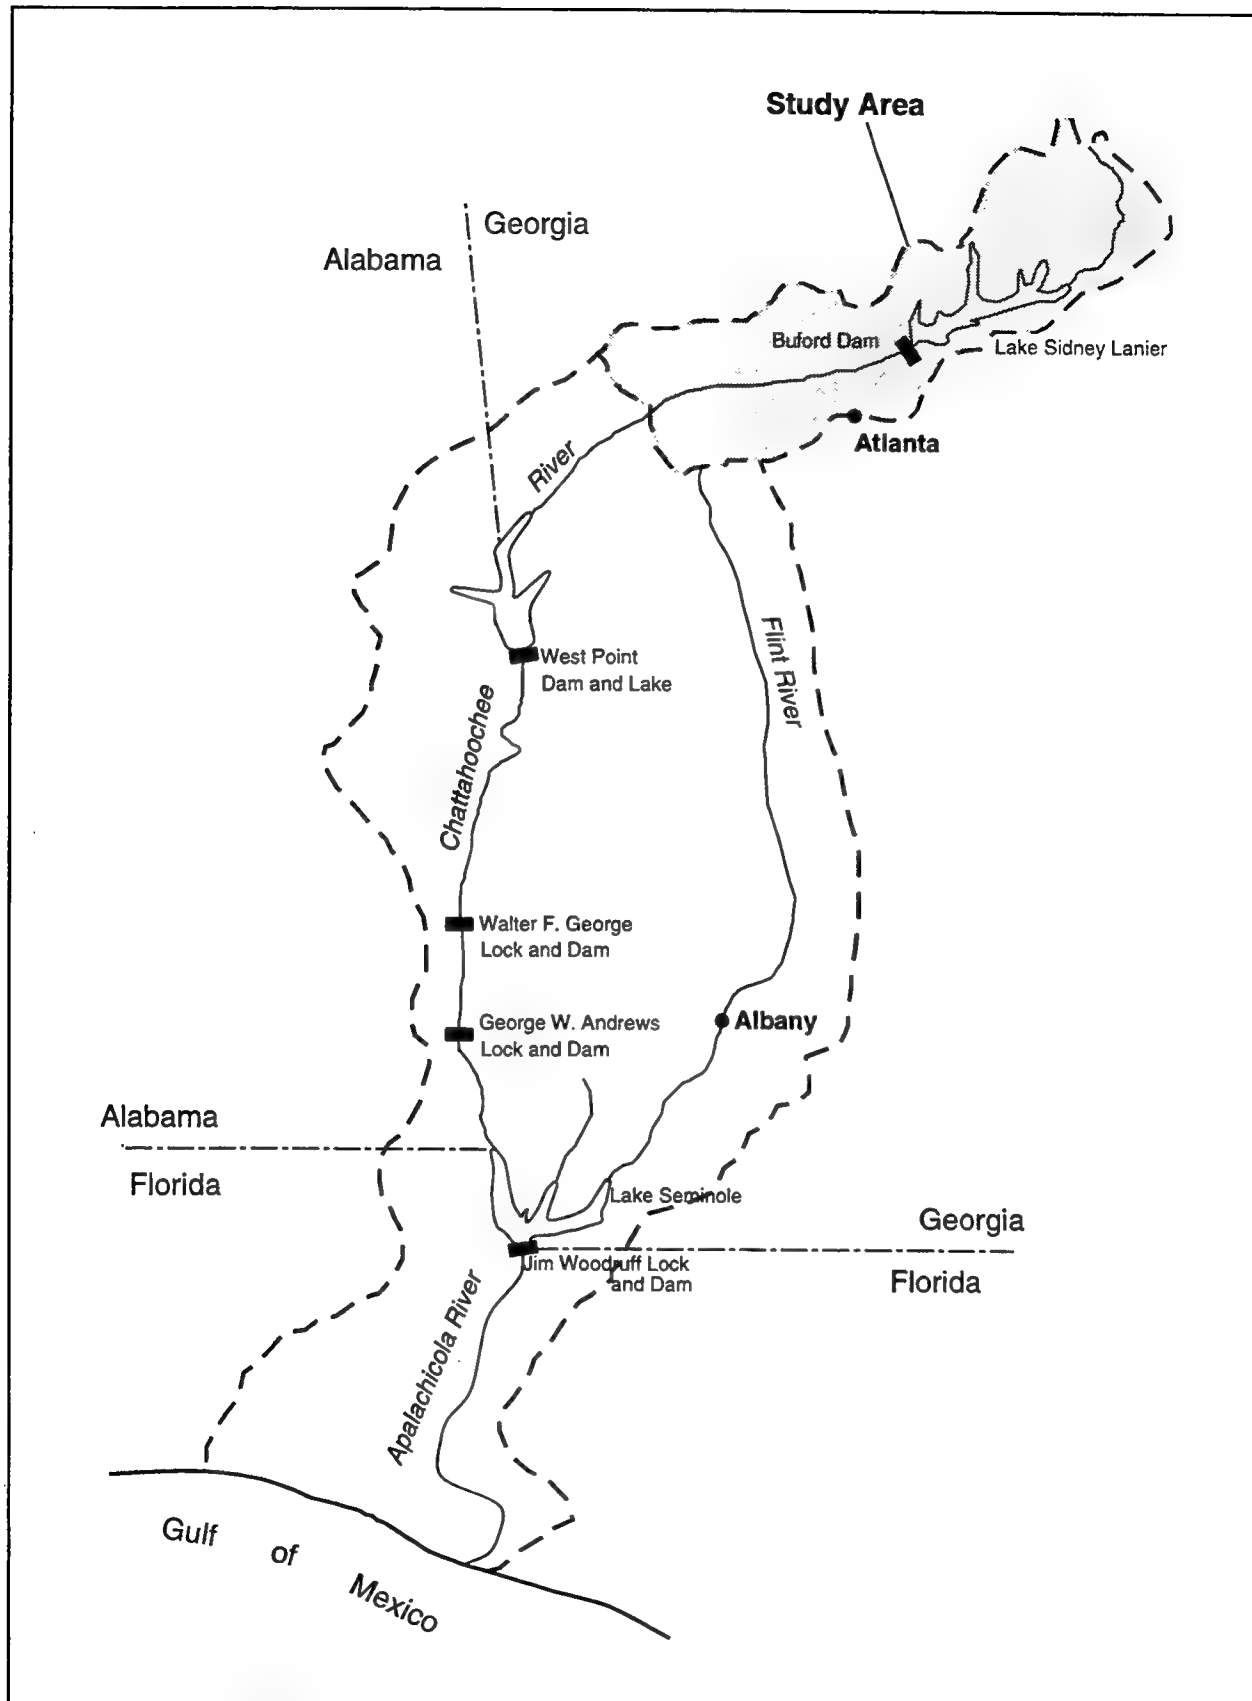 Study Area
Georgia
Alabama
Buford Dam
Lake Sidney Lanier
Atlanta
River
Flint River
West Point
Dam and Lake
Chattahoochee
Walter F. George
Lock and Dam
George W. Andrews
Lock and Dam
Albany
Alabama
Florida
Lake Seminole
Georgia
Florida
Jim Woodruff Lock
and Dam
Apalachicola River
Gulf of Mexico